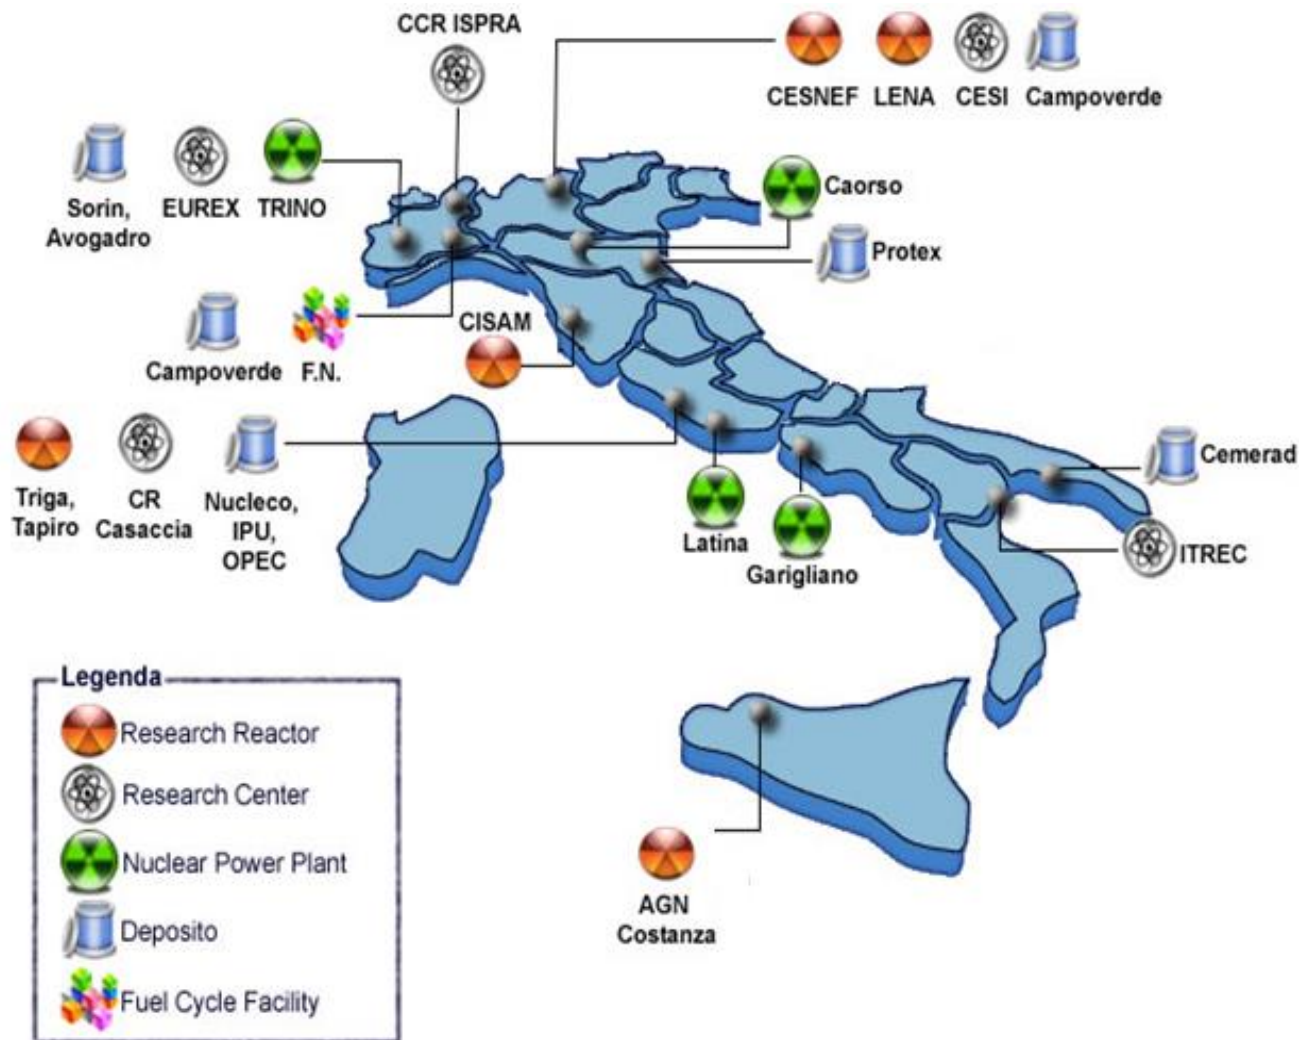 CCR ISPRA
CESNEF LENA CESI Campoverde
Sorin,
Avogadro
EUREX TRINO
Caorso
Protex
Campoverde F.N.
CISAM
Triga,
Tapiro
CR
Casaccia
Nucleco,
IPU,
OPEC
Latina
Garigliano
Cemerad
ITREC
AGN
Costanza
Legenda
Research Reactor
Research Center
Nuclear Power Plant
Deposito
Fuel Cycle Facility